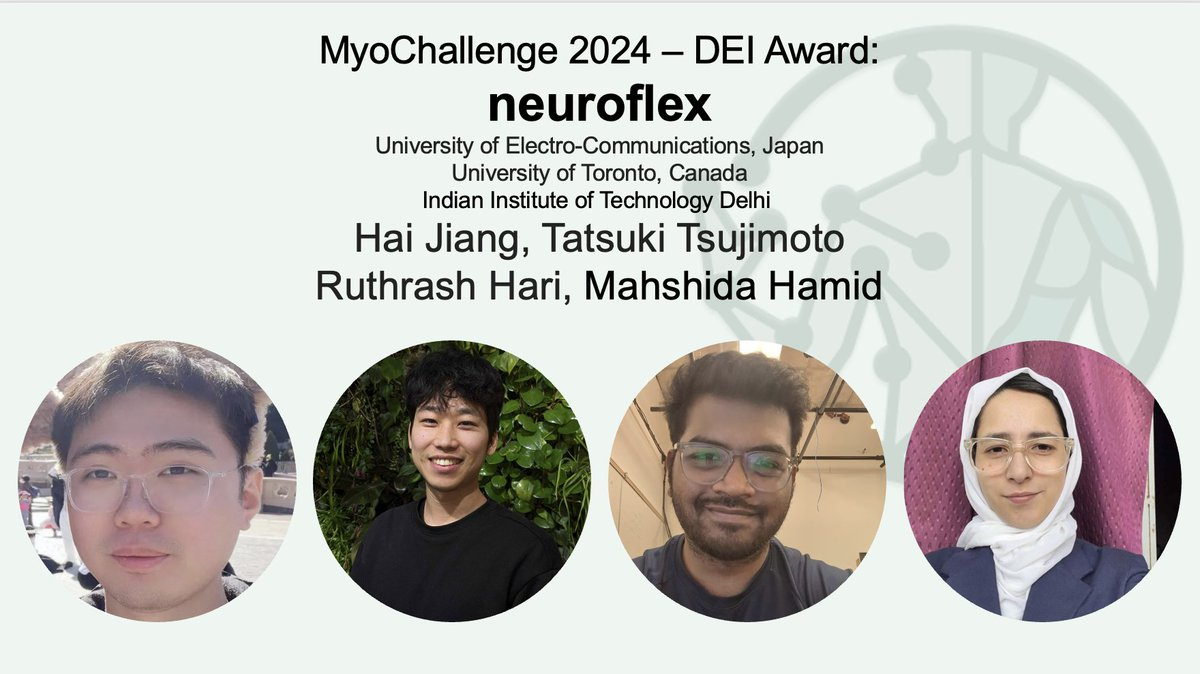 MyoChallenge 2024 – DEI Award:
neuroflex
University of Electro-Communications, Japan
University of Toronto, Canada
Indian Institute of Technology Delhi
Hai Jiang, Tatsuki Tsujimoto
Ruthrash Hari, Mahshida Hamid